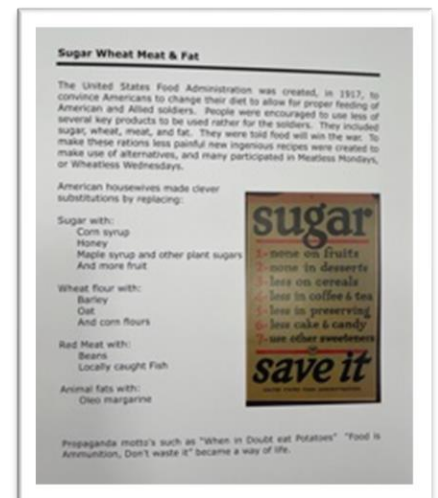 Sugar Wheat Meat & Fat
The United States Food Administration was created, in 1917, to
convince Americans to change their diet to allow for proper feeding of
American and Allied soldiers. People were encouraged to use less of
several key products to be used rather for the soldiers. They included
sugar, wheat, meat, and fat. They were told food will win the war. To
make these rations less painful new ingenious recipes were created to
make use of alternatives, and many participated in Meatless Mondays,
or Wheatless Wednesdays.
American housewives made clever
substitutions by replacing:
Sugar with:
Corn syrup
Honey
Maple syrup and other plant sugars
And more fruit
Wheat flour with:
Barley
Oat
And corn flours
Red Meat with:
Beans
Locally caught Fish
Animal fats with:
Oleo margarine
sugar
1-none on fruits
2-none in desserts
3-less on cereals
4-less in coffee & tea
5-less in preserving
6-less cake & candy
7-use other sweeteners
save it
Propaganda motto's such as "When in Doubt eat Potatoes" "Food is
Ammunition, Don't waste it" became a way of life.